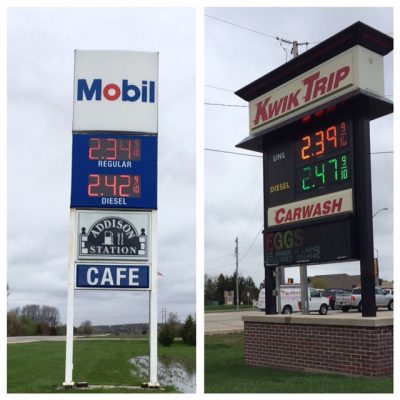 Mobil
2.34 9/10
REGULAR
2.42 9/10
DIESEL
ADDISON
STATION
CAFE
KWIK TRIP
UNL 2.39 9/10
DIESEL 2.47 9/10
CARWASH
EGGS